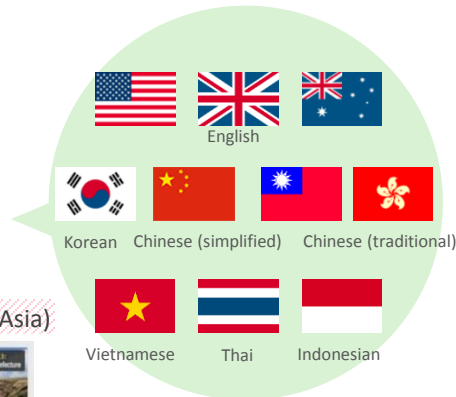 English
Korean Chinese (simplified) Chinese (traditional)
Asia)
Vietnamese Thai Indonesian